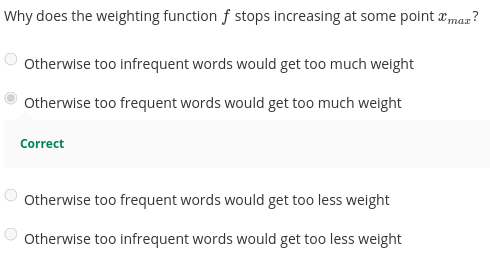 Why does the weighting function f stops increasing at some point x_max?
Otherwise too infrequent words would get too much weight
Otherwise too frequent words would get too much weight
Correct
Otherwise too frequent words would get too less weight
Otherwise too infrequent words would get too less weight